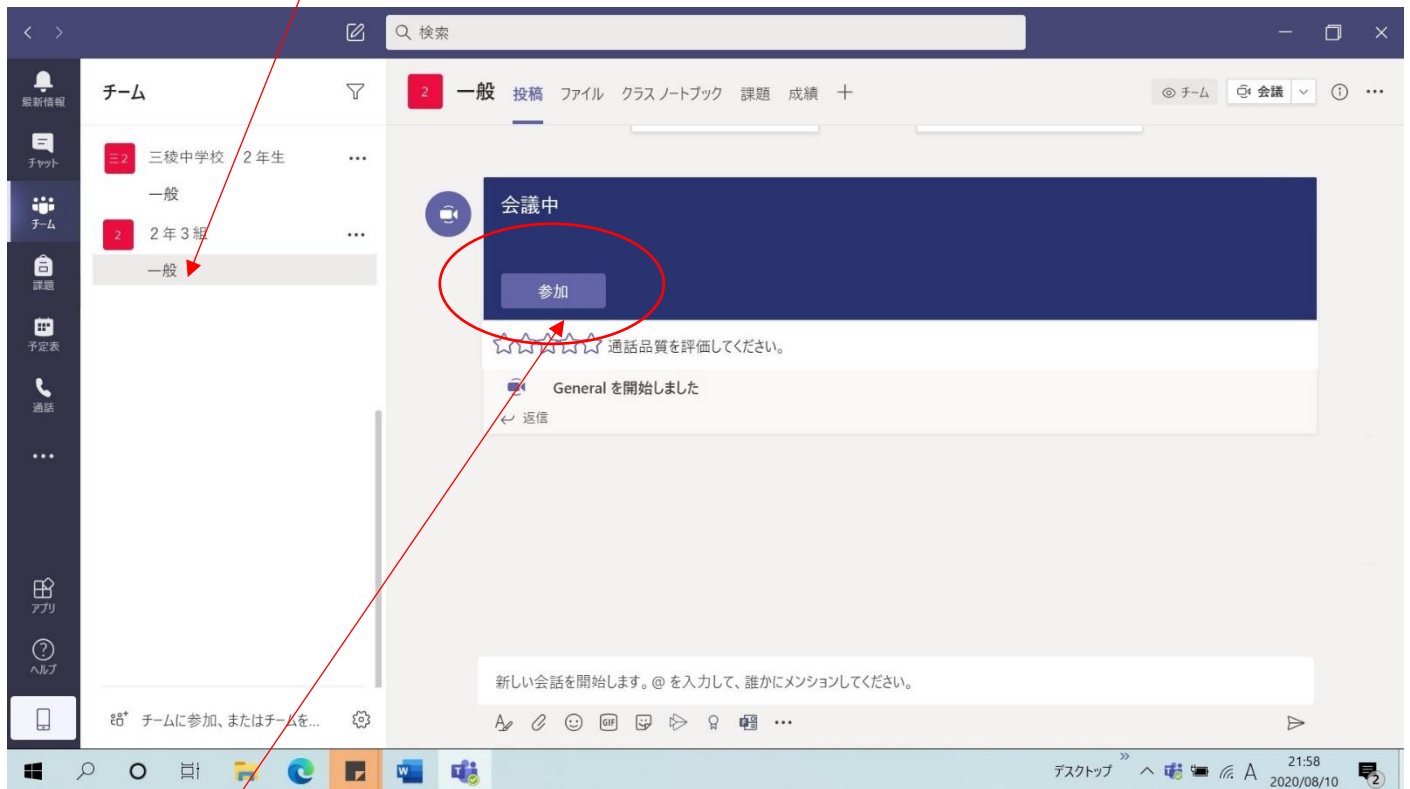 検索
最新情報
チャット
チーム
課題
予定表
通話
アプリ
ヘルプ
チーム
三2 三稜中学校 2年生
一般
2 2年3組
一般
チームに参加、またはチームを...
2 一般 投稿 ファイル クラス ノートブック 課題 成績
チーム 会議
会議中
参加
通話品質を評価してください。
General を開始しました
返信
新しい会話を開始します。@ を入力して、誰かにメンションしてください。
GIF
デスクトップ
A
21:58
2020/08/10
2